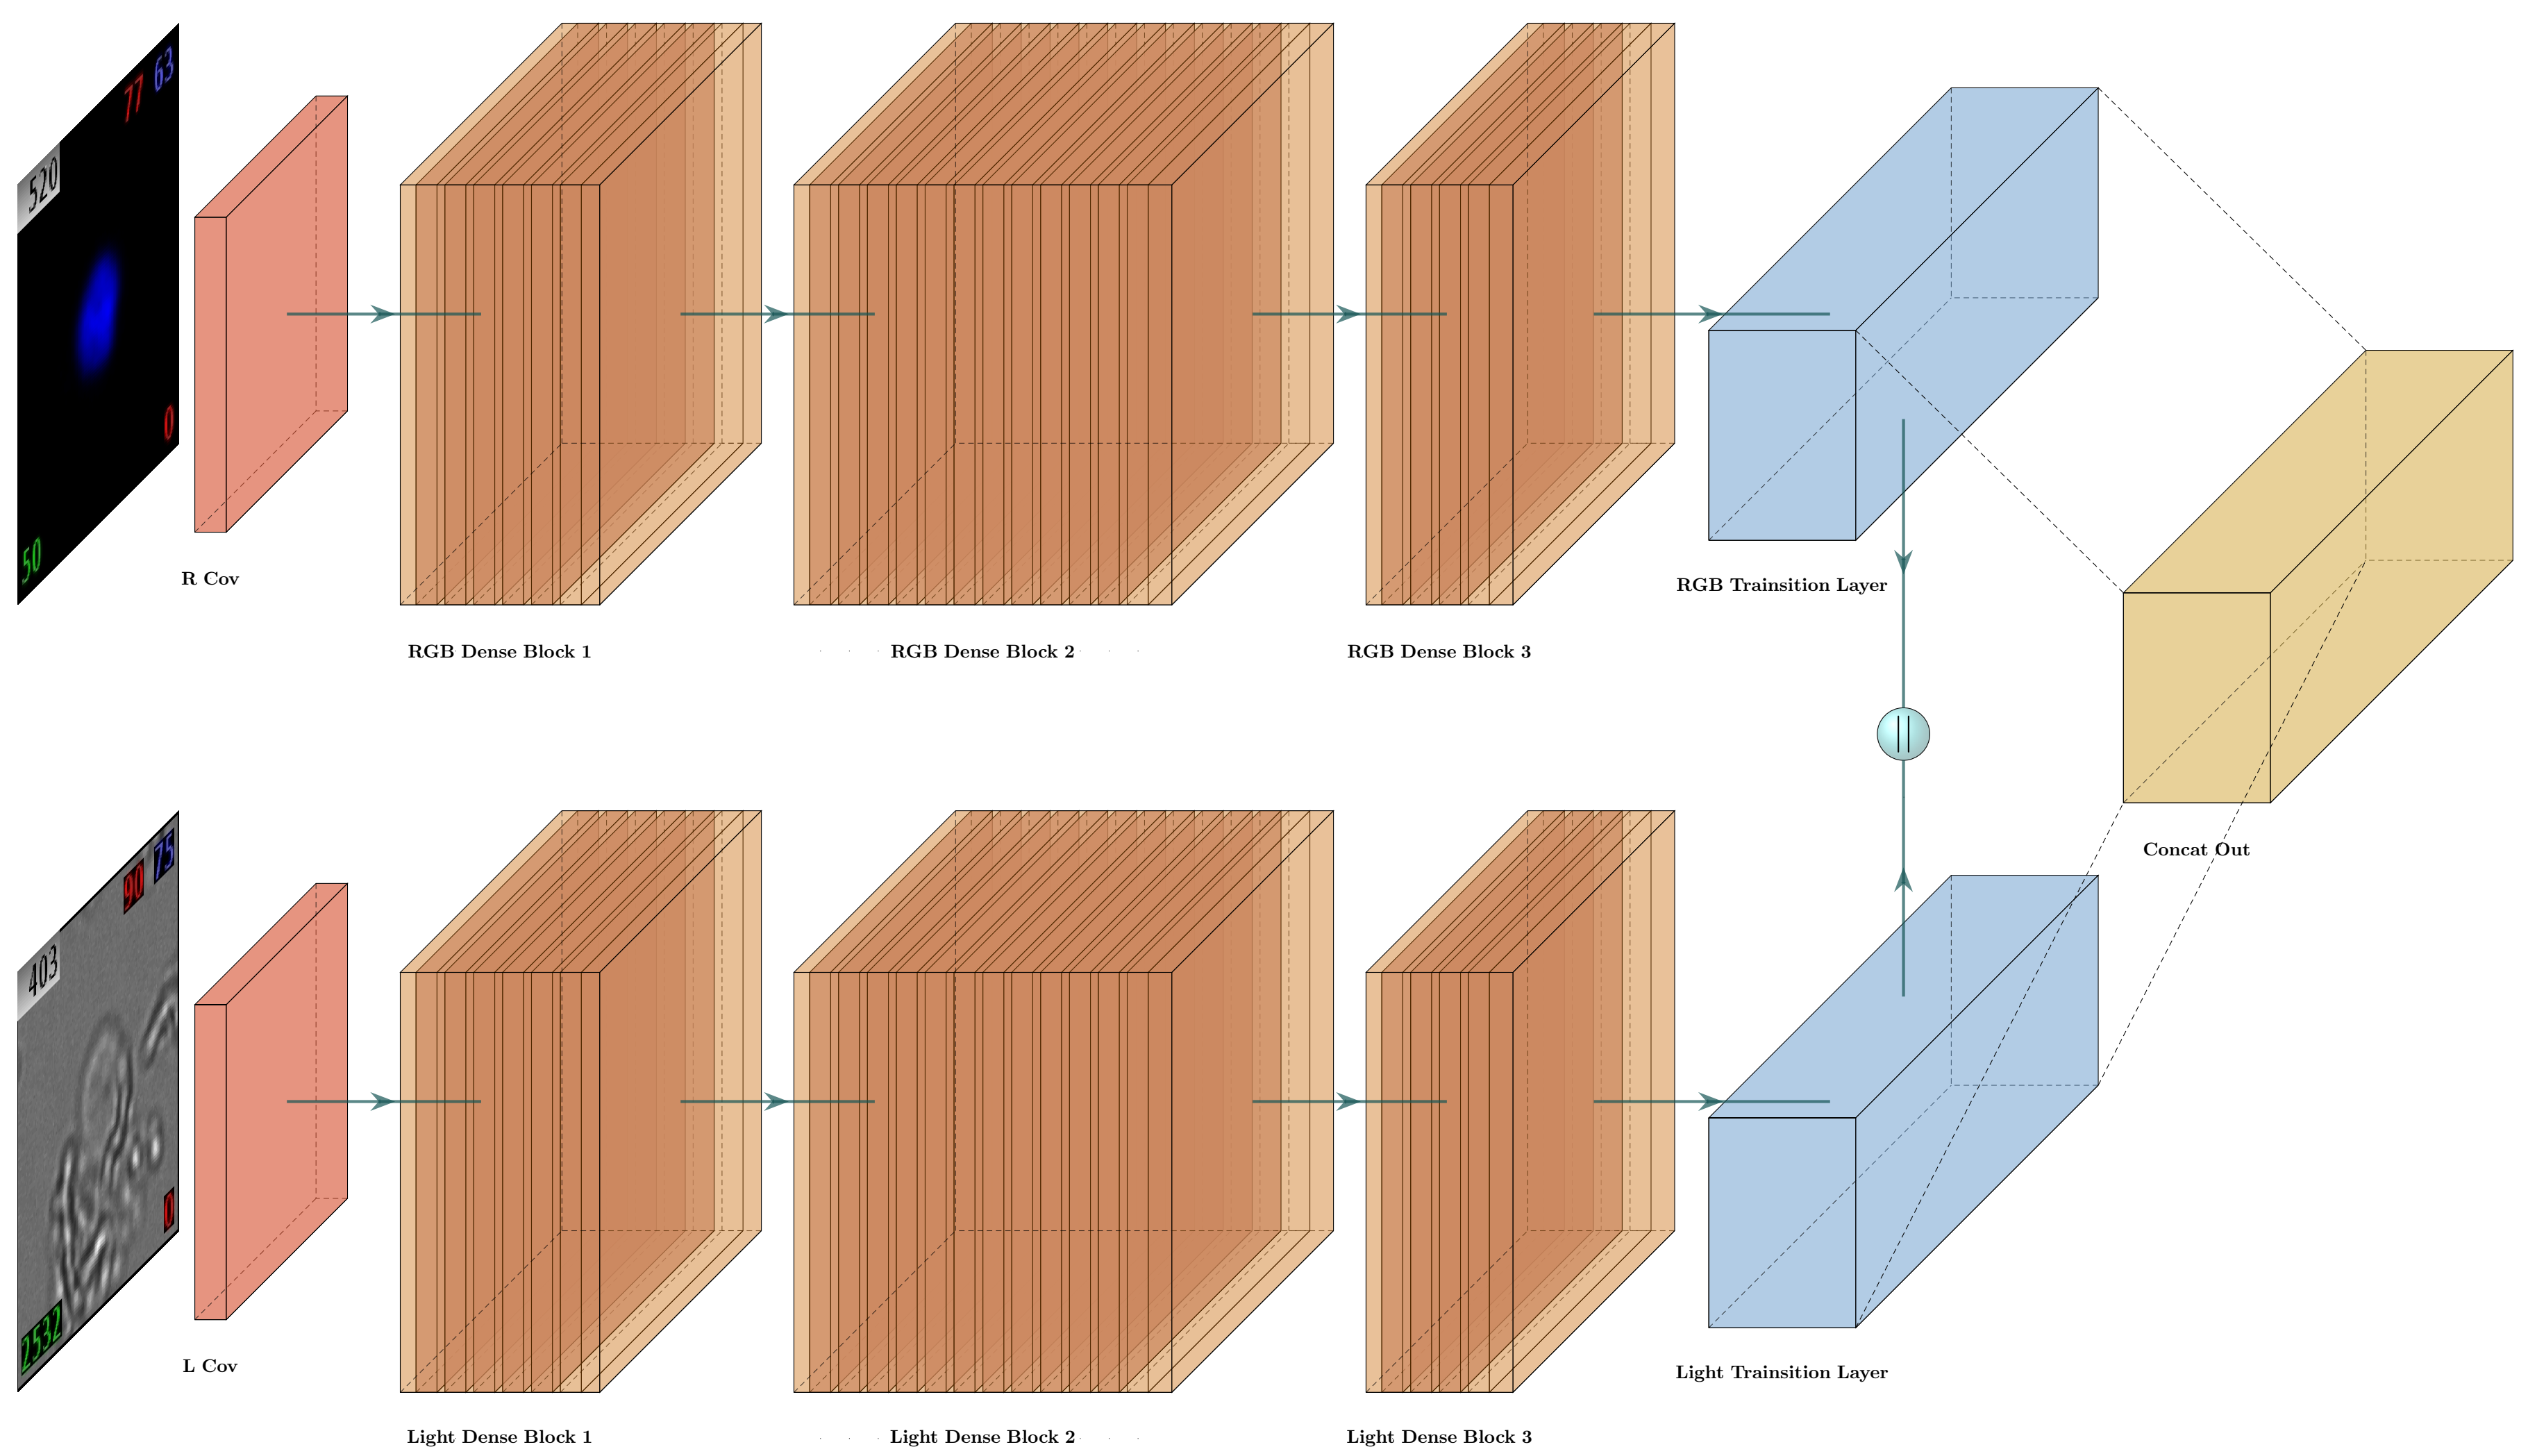 77 63
520
0
50
R Cov
RGB Dense Block 1
RGB Dense Block 2
RGB Dense Block 3
RGB Trainsition Layer
||
Concat Out
90 75
403
0
2532
L Cov
Light Dense Block 1
Light Dense Block 2
Light Dense Block 3
Light Trainsition Layer